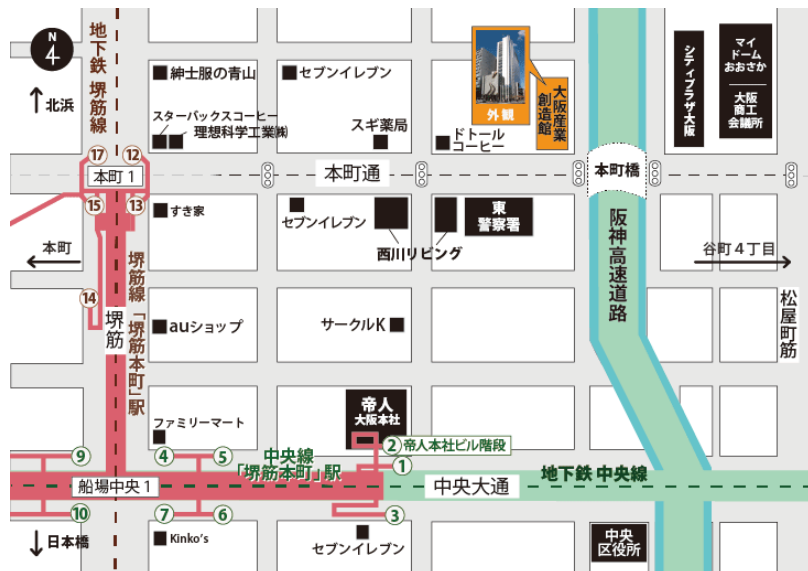 N
北浜
地下鉄 堺筋線
紳士服の青山
セブンイレブン
外観
大阪産業
創造館
シティプラザ大阪
マイ
ドーム
おおさか
大阪
商工
会議所
スターバックスコーヒー
理想科学工業㈱
スギ薬局
ドトール
コーヒー
17
12
本町 1
本町通
本町橋
15
13
すき家
セブンイレブン
西川リビング
東
警察署
本町
阪神高速道路
谷町4丁目
14
堺筋
堺筋線「堺筋本町」駅
auショップ
サークルK
松屋町筋
ファミリーマート
帝人
大阪本社
2 帝人本社ビル階段
9
4
5
中央線
「堺筋本町」駅
1
地下鉄 中央線
船場中央 1
中央大通
10
7
6
3
日本橋
Kinko's
セブンイレブン
中央
区役所